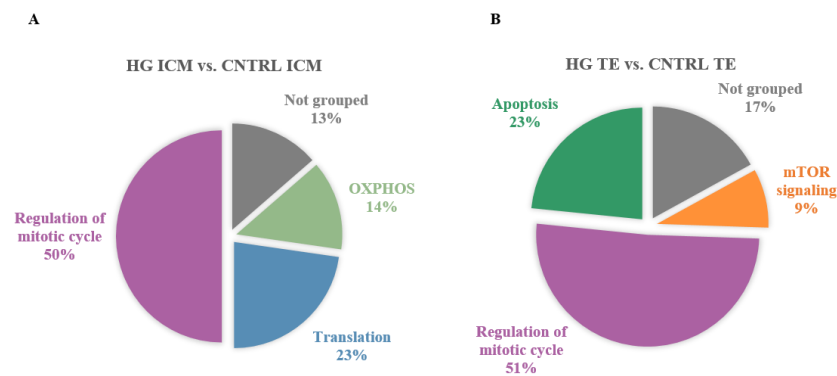 A
HG ICM vs. CNTRL ICM
Not grouped
13%
OXPHOS
14%
Regulation of
mitotic cycle
50%
Translation
23%
B
HG TE vs. CNTRL TE
Apoptosis
23%
Not grouped
17%
mTOR
signaling
9%
Regulation of
mitotic cycle
51%